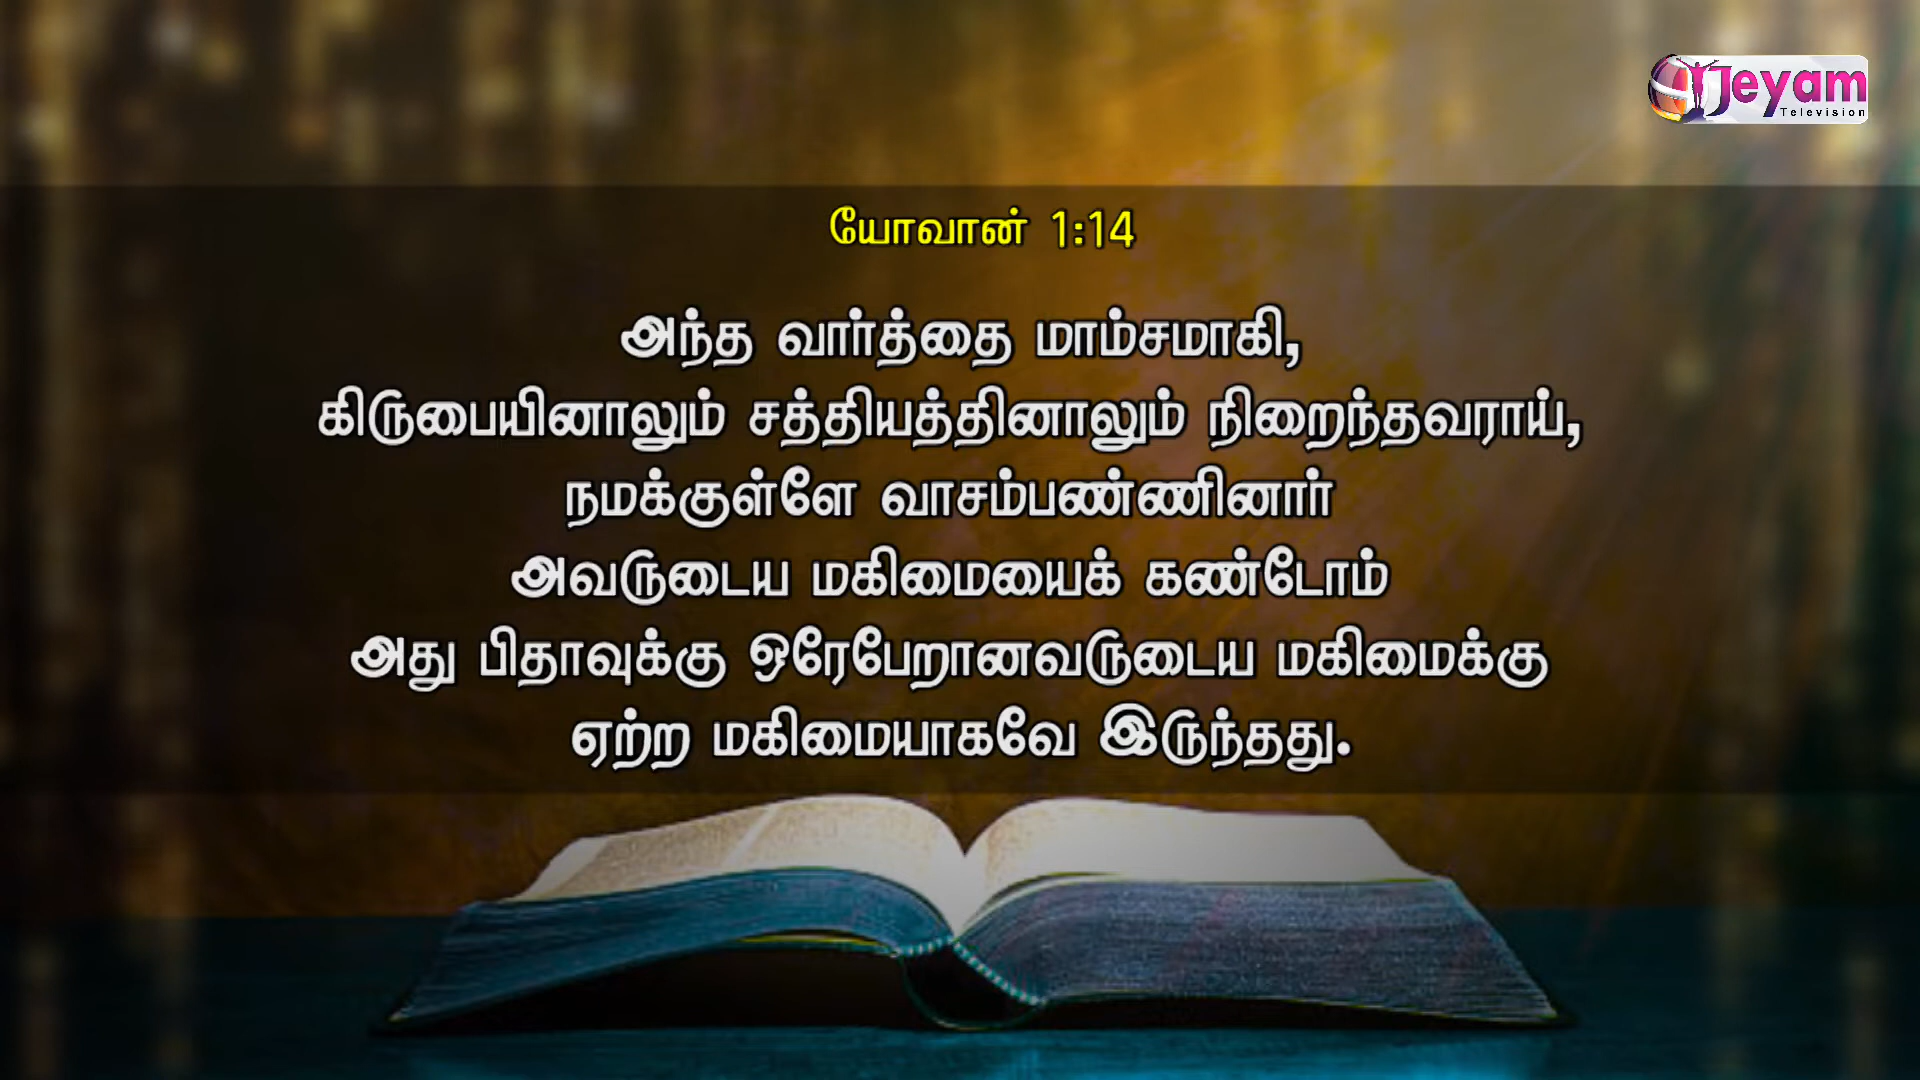 Jeyam
Television
யோவான் 1:14
அந்த வார்த்தை மாம்சமாகி,
கிருபையினாலும் சத்தியத்தினாலும் நிறைந்தவராய்,
நமக்குள்ளே வாசம்பண்ணினார்
அவருடைய மகிமையைக் கண்டோம்
அது பிதாவுக்கு ஒரேபேறானவருடைய மகிமைக்கு
ஏற்ற மகிமையாகவே இருந்தது.